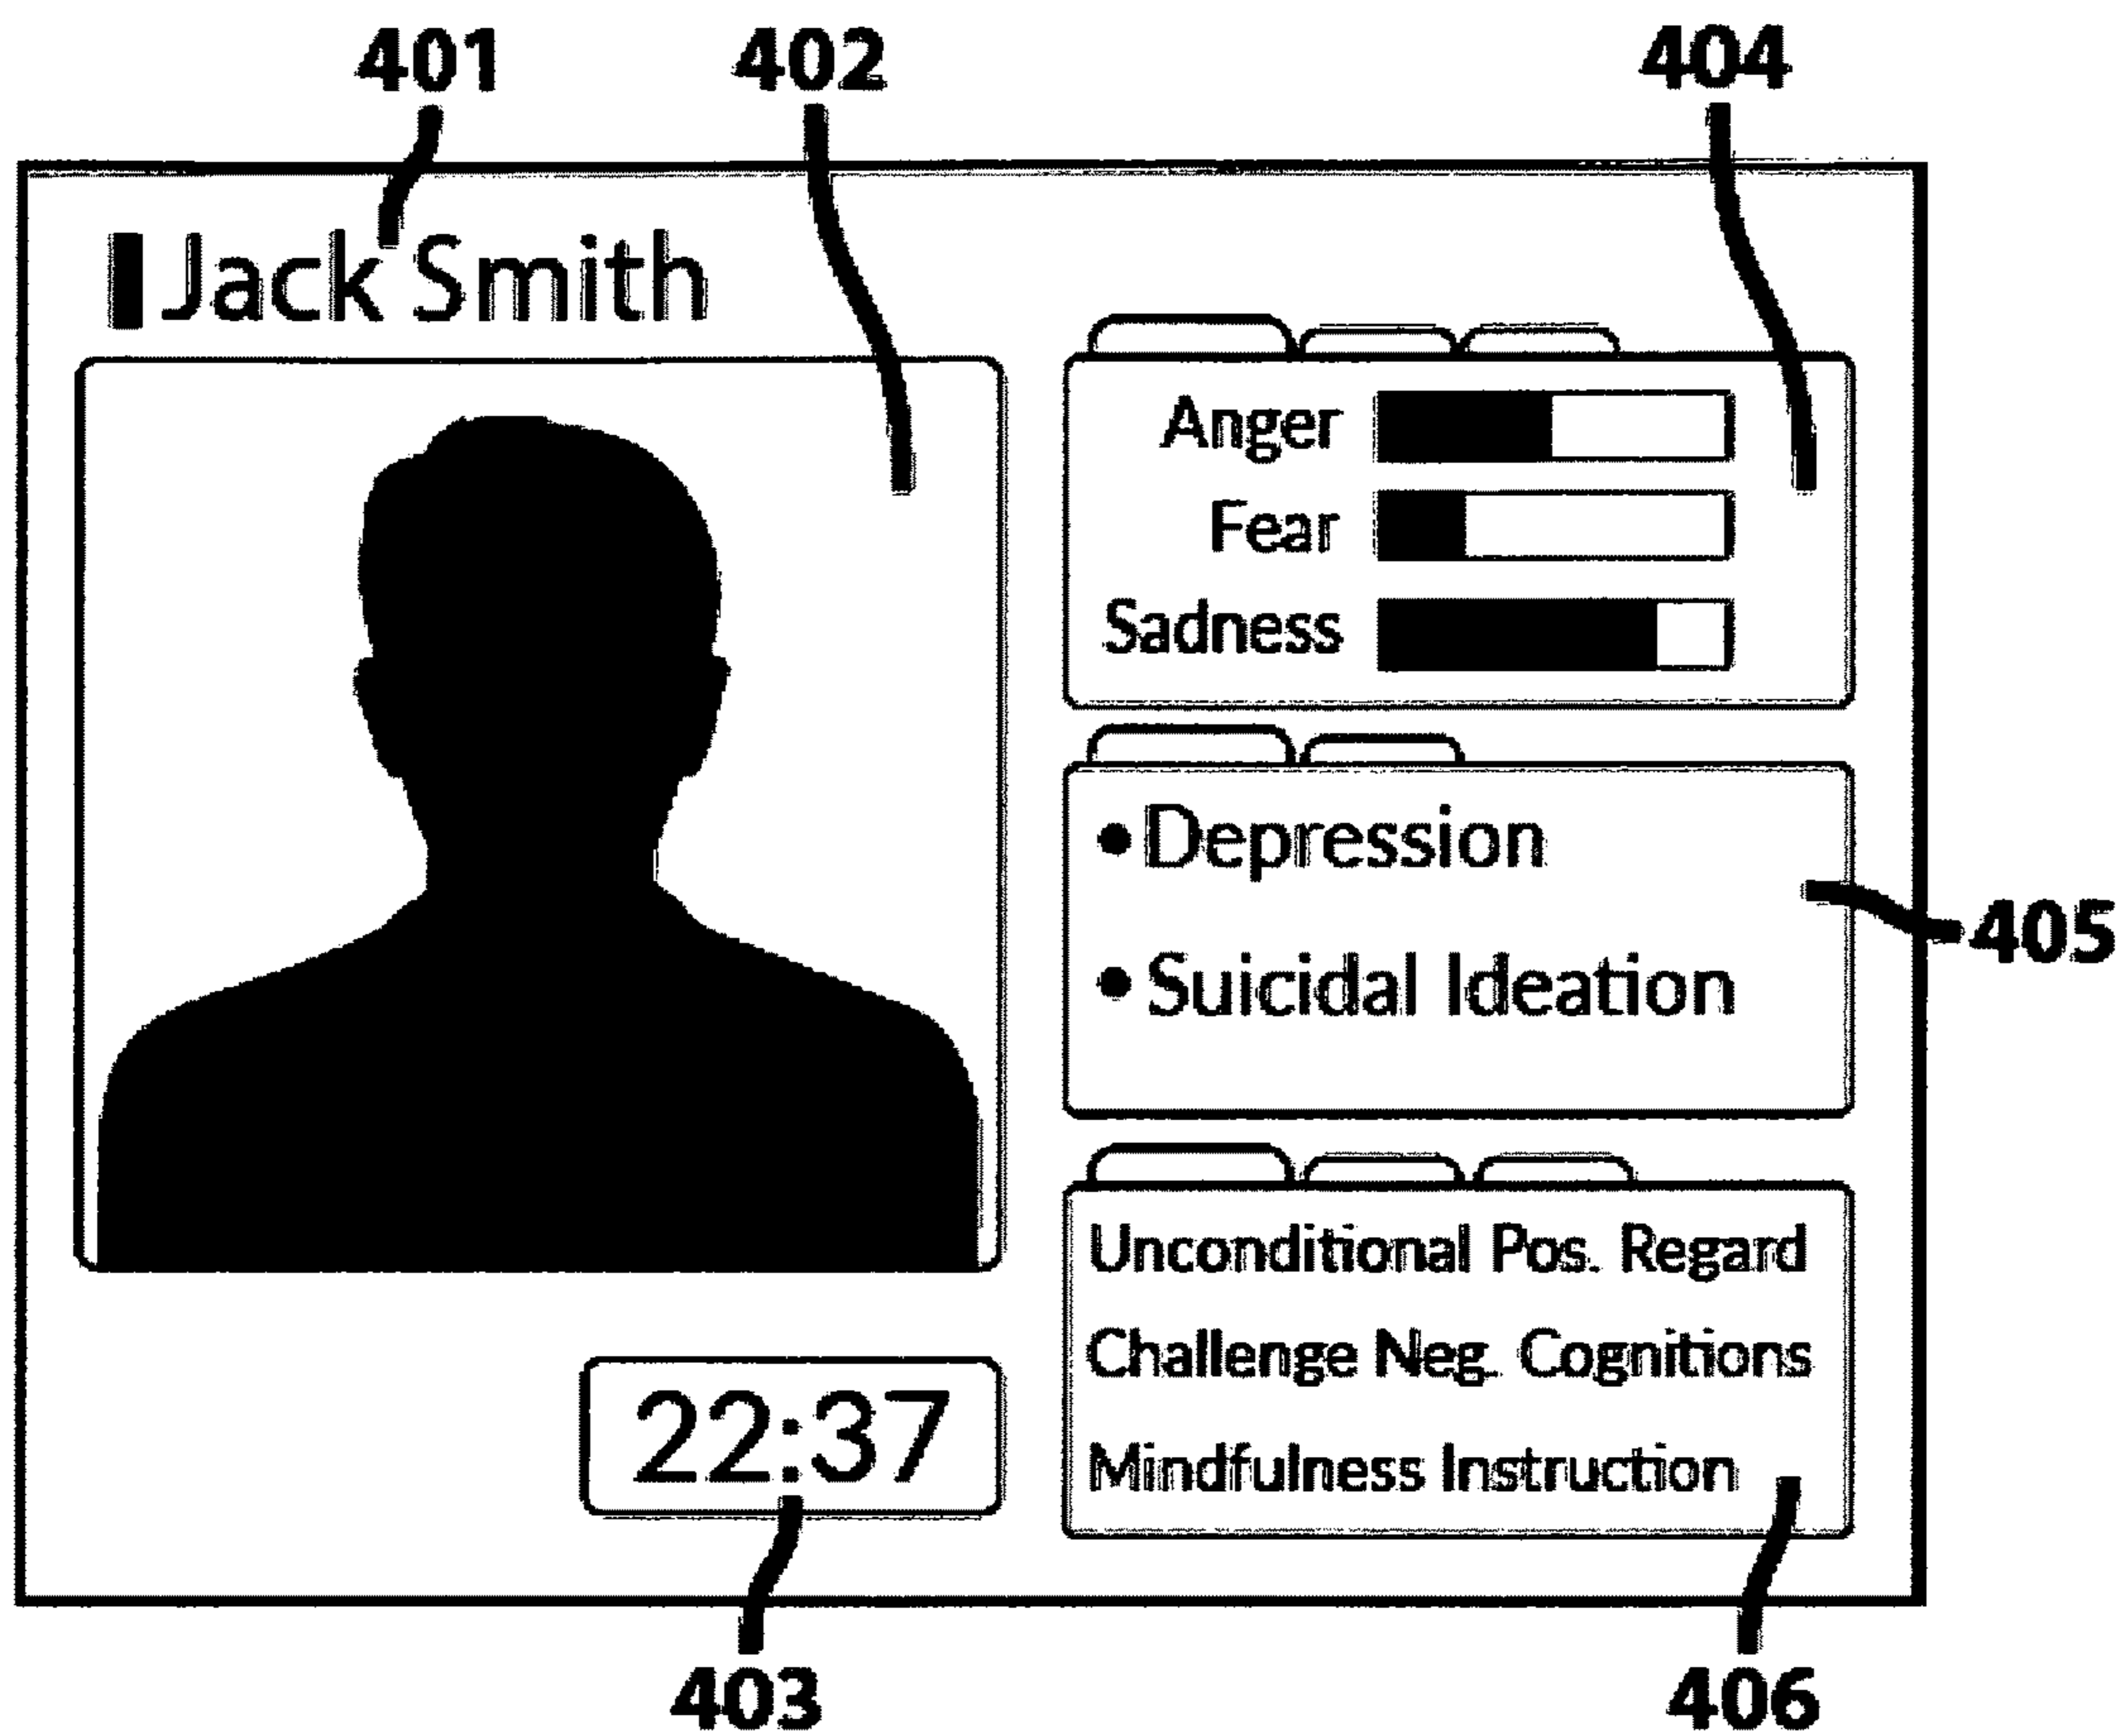 401
402
404
Jack Smith
Anger
Fear
Sadness
• Depression
• Suicidal Ideation
405
Unconditional Pos. Regard
Challenge Neg. Cognitions
Mindfulness Instruction
22:37
403
406